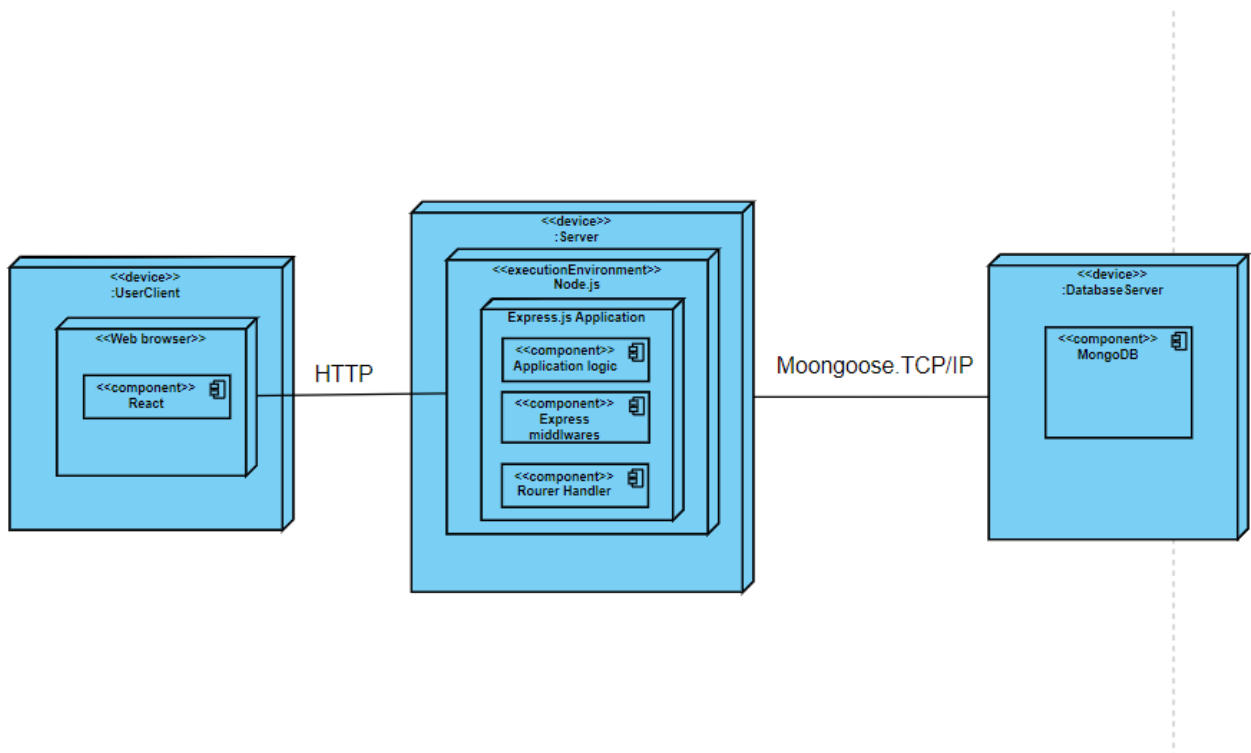 <<device>>
:UserClient
<<Web browser>>
<<component>>
React
HTTP
<<device>>
:Server
<<executionEnvironment>>
Node.js
Express.js Application
<<component>>
Application logic
<<component>>
Express
middlwares
<<component>>
Rourer Handler
Moongoose.TCP/IP
<<device>>
:DatabaseServer
<<component>>
MongoDB